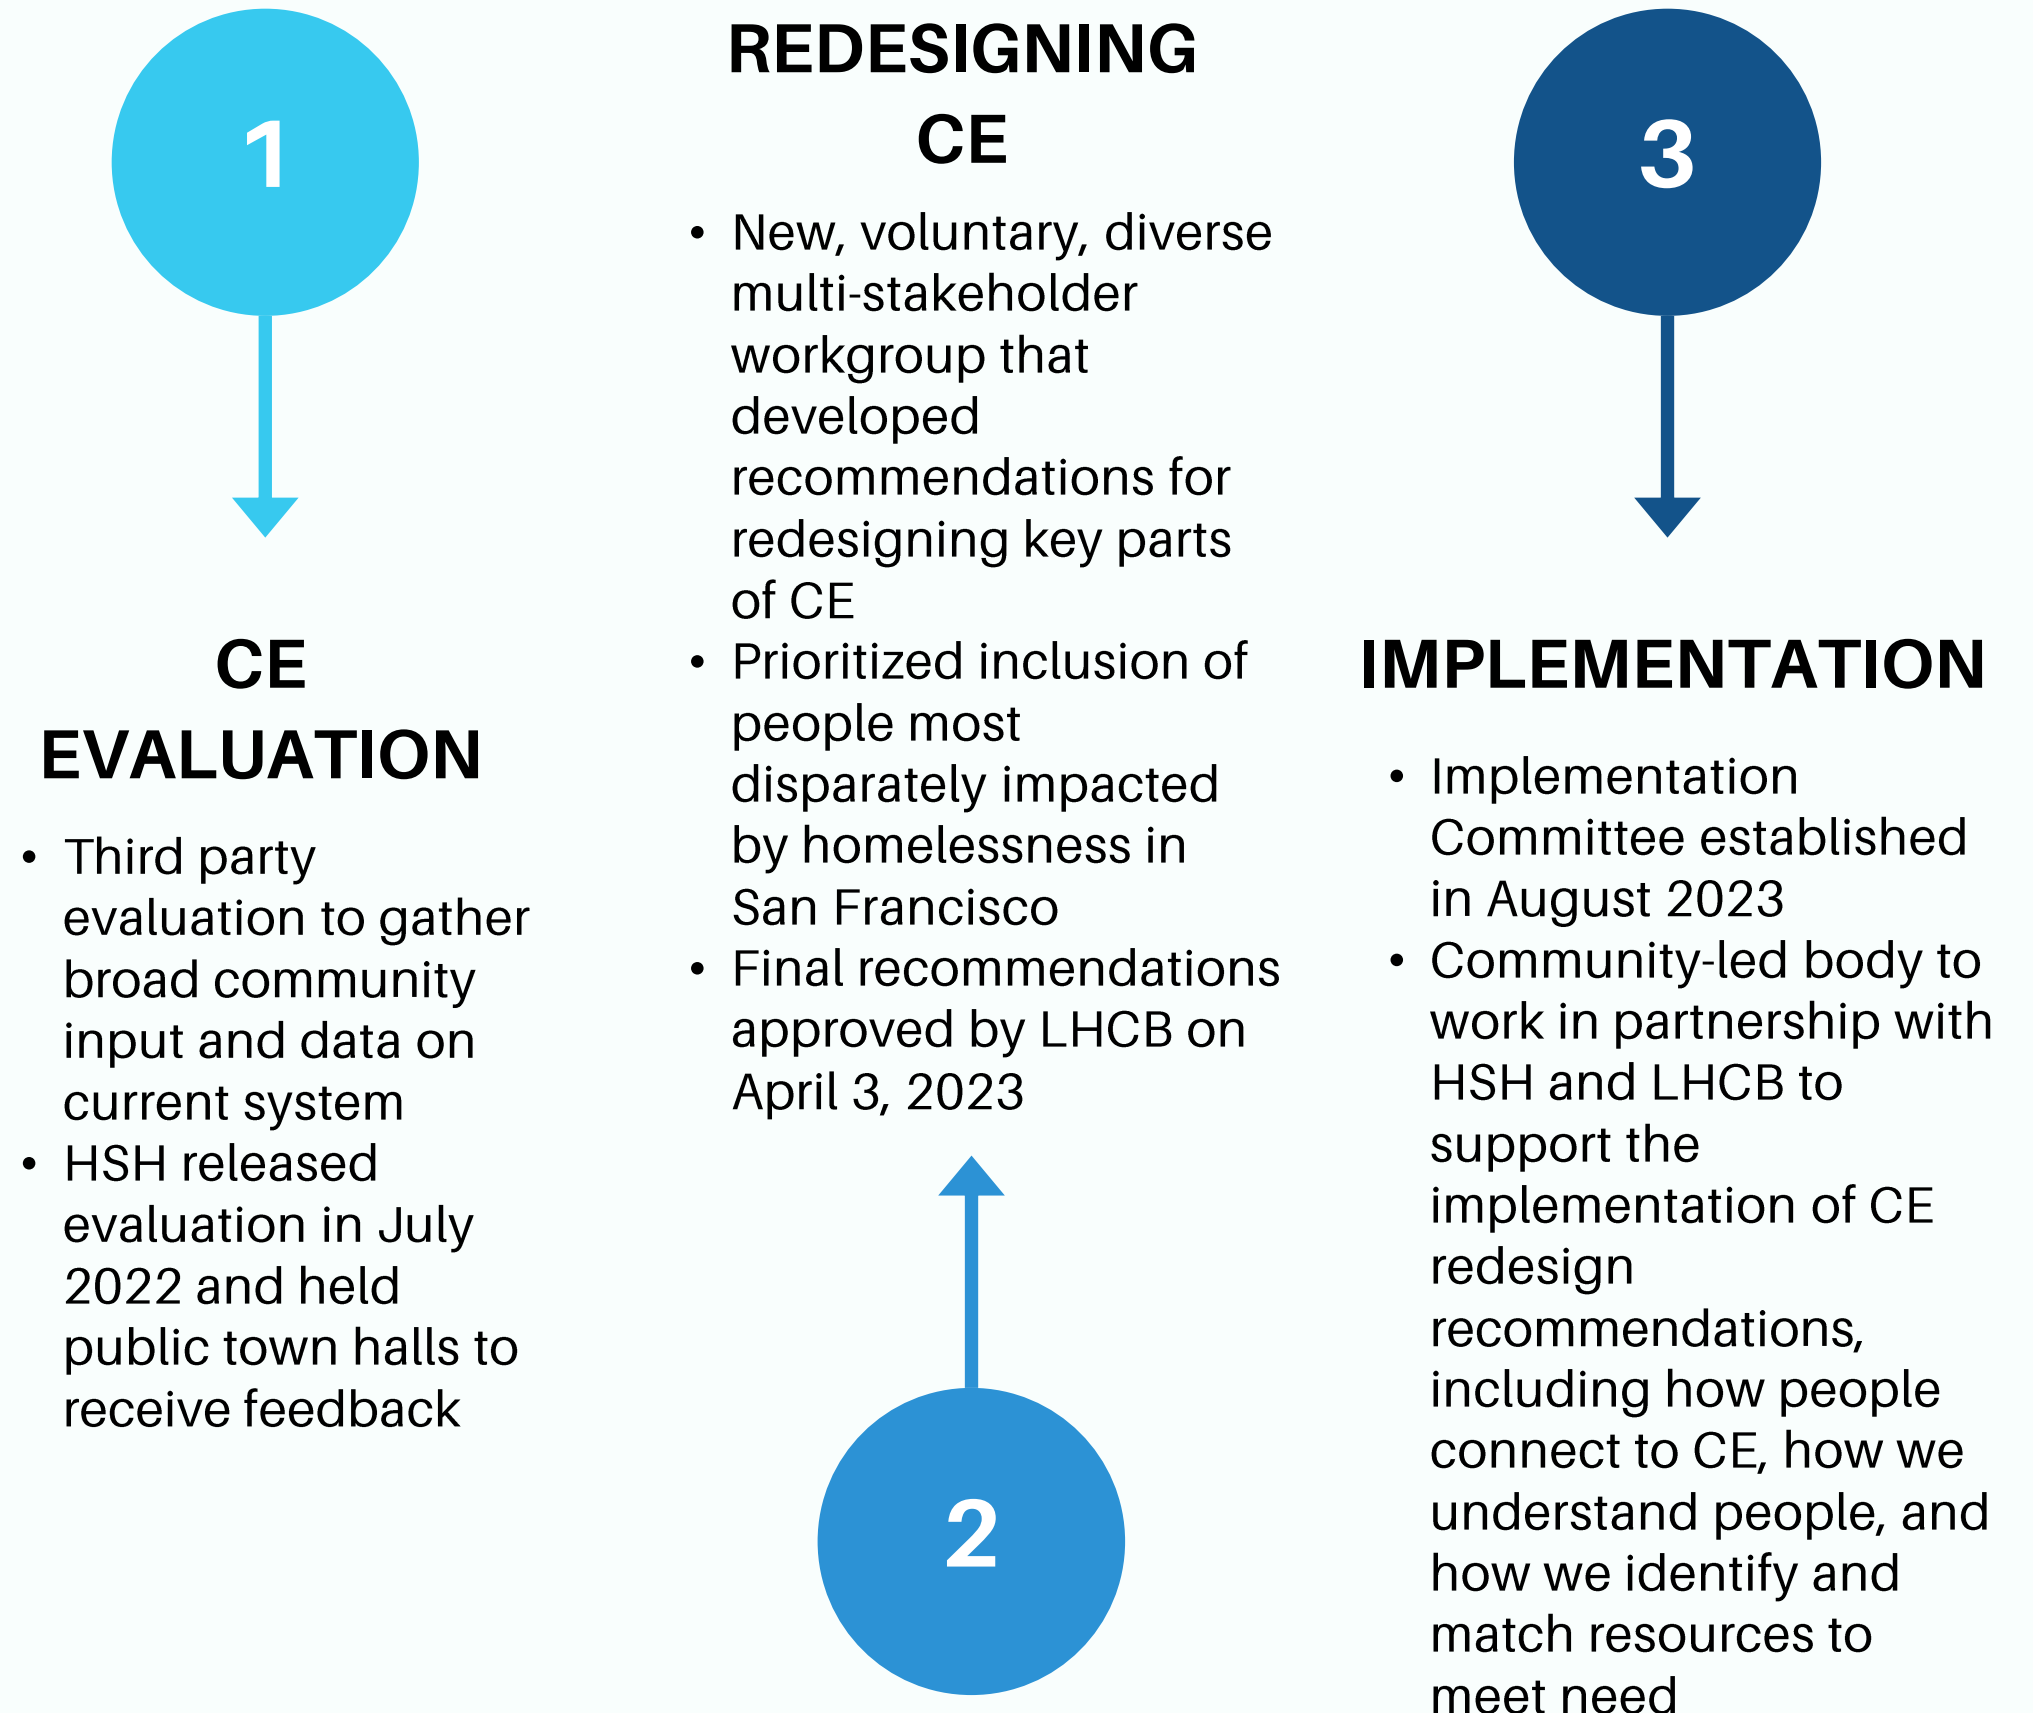 1
CE
EVALUATION
• Third party
evaluation to gather
broad community
input and data on
current system
• HSH released
evaluation in July
2022 and held
public town halls to
receive feedback
REDESIGNING
CE
• New, voluntary, diverse
multi-stakeholder
workgroup that
developed
recommendations for
redesigning key parts
of CE
• Prioritized inclusion of
people most
disparately impacted
by homelessness in
San Francisco
• Final recommendations
approved by LHCB on
April 3, 2023
2
3
IMPLEMENTATION
• Implementation
Committee established
in August 2023
• Community-led body to
work in partnership with
HSH and LHCB to
support the
implementation of CE
redesign
recommendations,
including how people
connect to CE, how we
understand people, and
how we identify and
match resources to
meet need